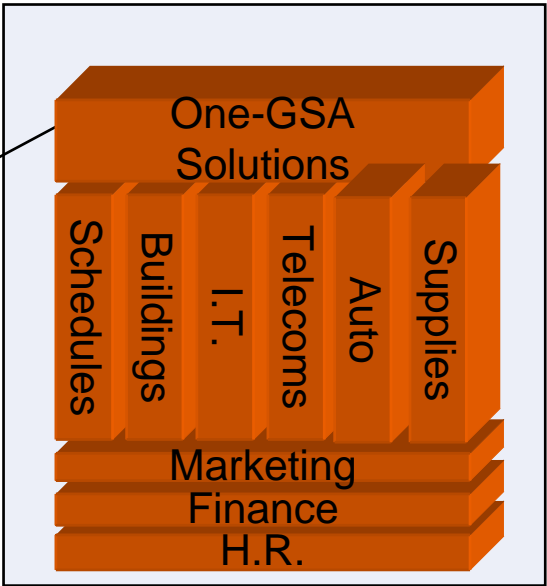 One-GSA
Solutions
Schedules
Buildings
I.T.
Telecoms
Auto
Supplies
Marketing
Finance
H.R.